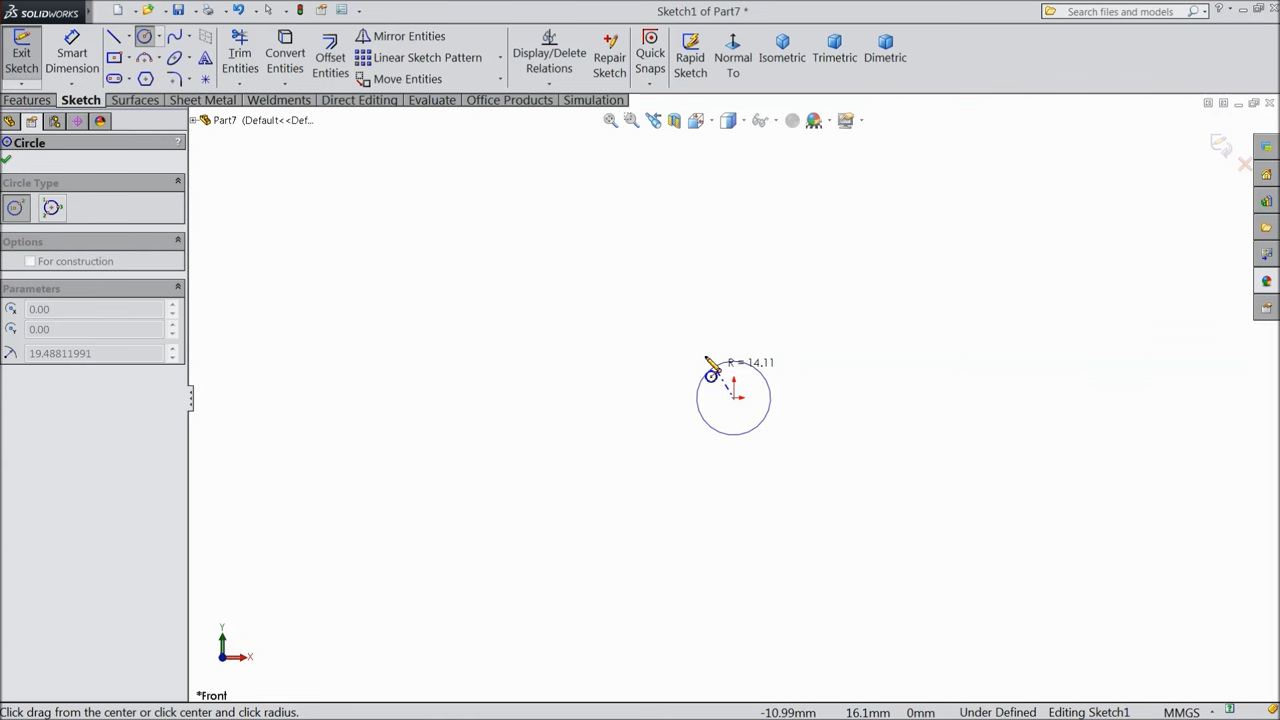 SOLIDWORKS
Sketch1 of Part7 *
Search files and models
Exit Sketch
Smart Dimension
Trim Entities
Convert Entities
Offset Entities
Mirror Entities
Linear Sketch Pattern
Move Entities
Display/Delete Relations
Repair Sketch
Quick Snaps
Rapid Sketch
Normal To
Isometric
Trimetric
Dimetric
Features Sketch Surfaces Sheet Metal Weldments Direct Editing Evaluate Office Products Simulation
Part7 (Default<<Def...
Circle
?
Circle Type
Options
For construction
Parameters
0.00
0.00
19.48811991
R = 14.11
Y
X
*Front
Click drag from the center or click center and click radius.
-10.99mm 16.1mm 0mm Under Defined Editing Sketch1 MMGS